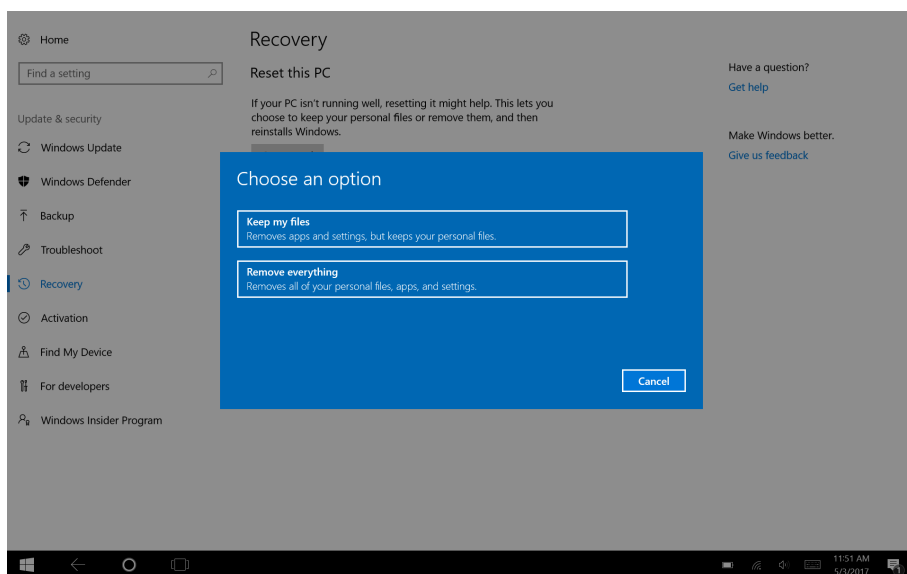 Home
Find a setting
Update & security
Windows Update
Windows Defender
Backup
Troubleshoot
Recovery
Activation
Find My Device
For developers
Windows Insider Program
Recovery
Reset this PC
If your PC isn't running well, resetting it might help. This lets you
choose to keep your personal files or remove them, and then
reinstalls Windows.
Choose an option
Keep my files
Removes apps and settings, but keeps your personal files.
Remove everything
Removes all of your personal files, apps, and settings.
Cancel
Have a question?
Get help
Make Windows better.
Give us feedback
11:51 AM
5/3/2017
1